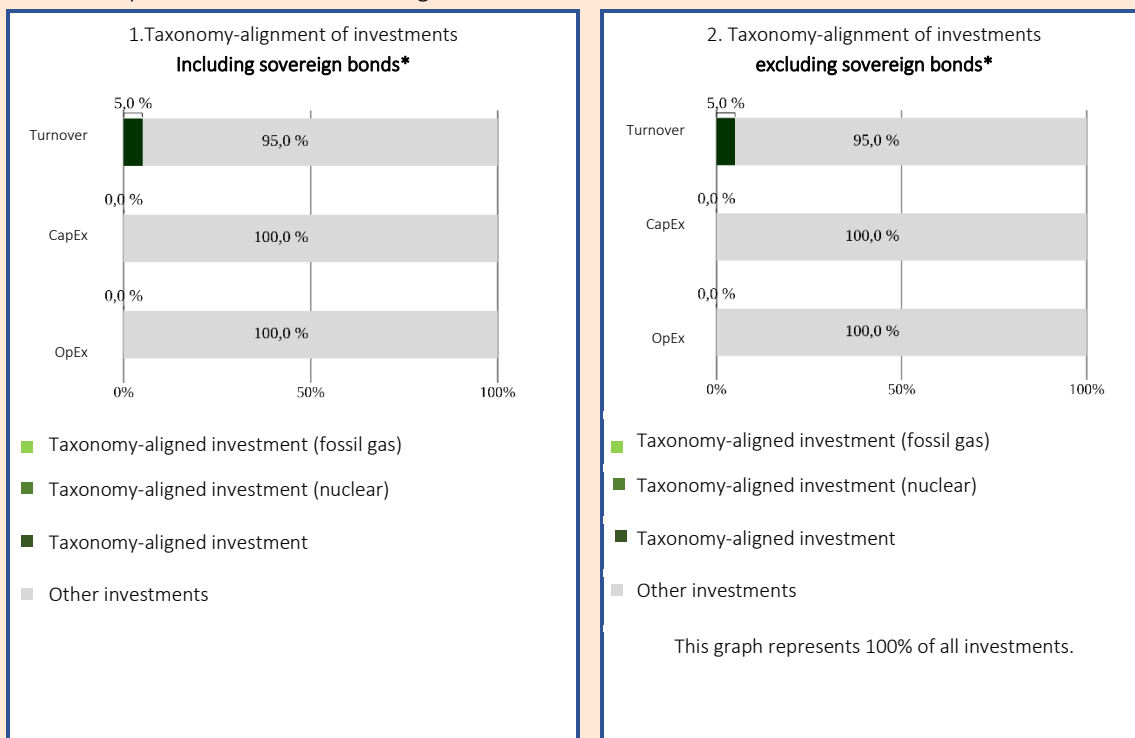 1.Taxonomy-alignment of investments
Including sovereign bonds*
5,0 %
Turnover
95,0 %
0,0 %
CapEx
100,0 %
0,0 %
OpEx
100,0 %
0%
50%
100%
Taxonomy-aligned investment (fossil gas)
Taxonomy-aligned investment (nuclear)
Taxonomy-aligned investment
Other investments
2. Taxonomy-alignment of investments
excluding sovereign bonds*
5,0 %
Turnover
95,0 %
0,0 %
CapEx
100,0 %
0,0 %
OpEx
100,0 %
0%
50%
100%
Taxonomy-aligned investment (fossil gas)
Taxonomy-aligned investment (nuclear)
Taxonomy-aligned investment
Other investments
This graph represents 100% of all investments.